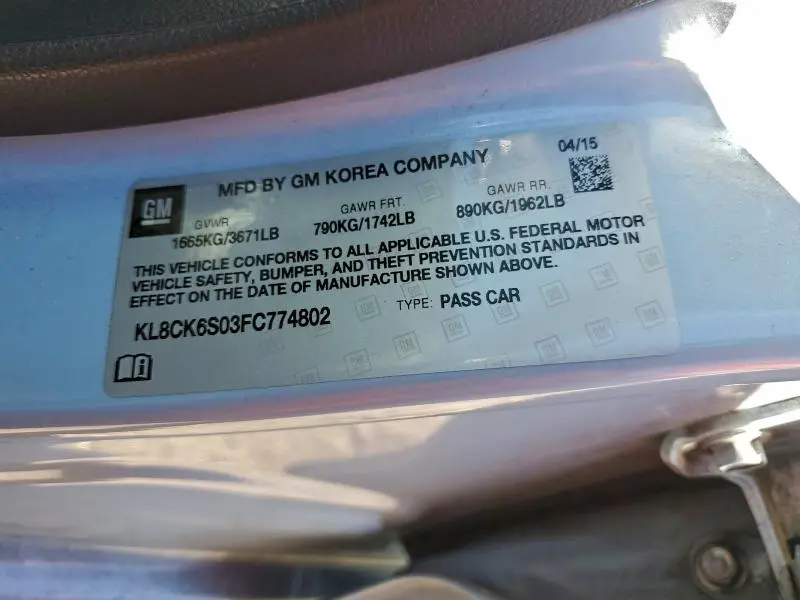 GM
MFD BY GM KOREA COMPANY
04/15
GVWR
GAWR FRT.
GAWR RR.
1665KG/3671LB
790KG/1742LB
890KG/1962LB
THIS VEHICLE CONFORMS TO ALL APPLICABLE U.S. FEDERAL MOTOR
VEHICLE SAFETY, BUMPER, AND THEFT PREVENTION STANDARDS IN
EFFECT ON THE DATE OF MANUFACTURE SHOWN ABOVE.
KL8CK6S03FC774802
TYPE: PASS CAR